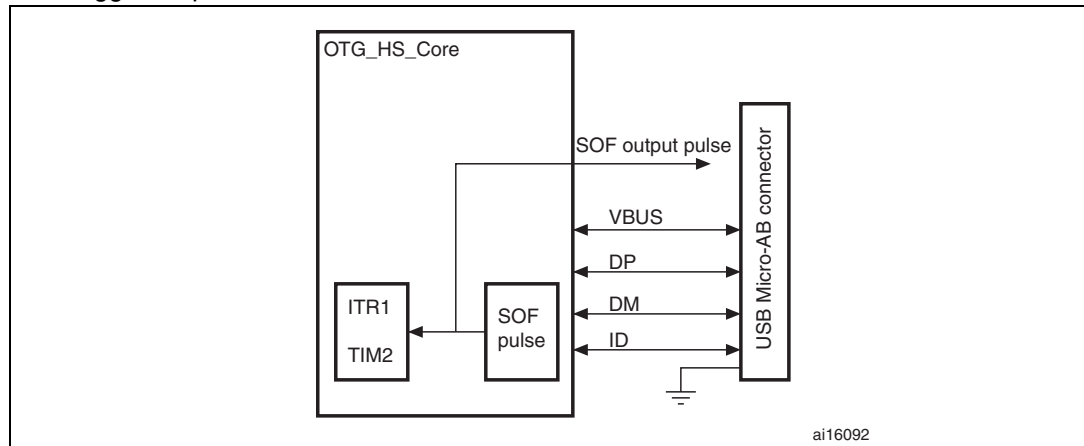 OTG_HS_Core
SOF output pulse
VBUS
DP
DM
ID
ITR1
TIM2
SOF
pulse
USB Micro-AB connector
ai16092